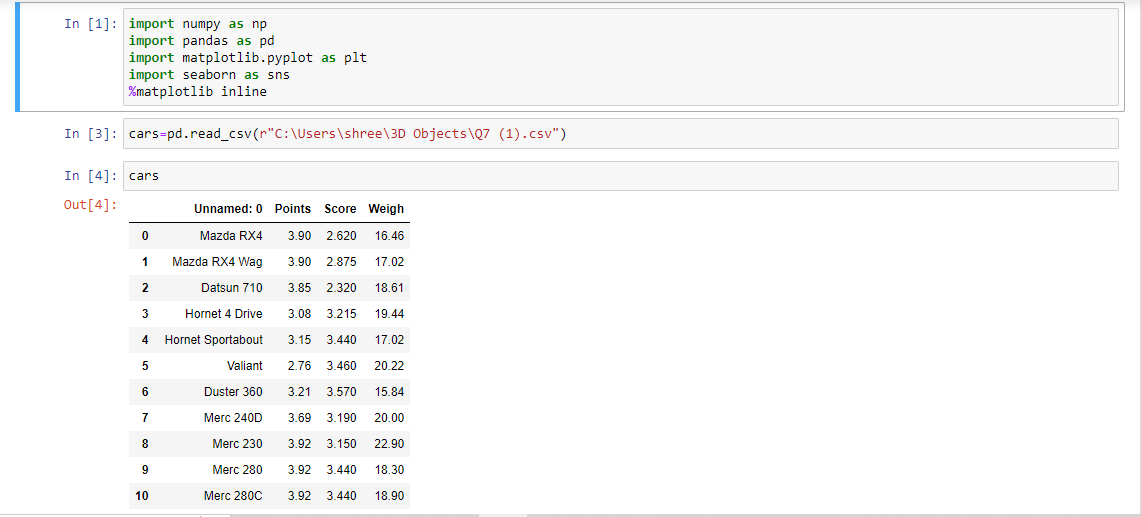 In [1]: import numpy as np
import pandas as pd
import matplotlib.pyplot as plt
import seaborn as sns
%matplotlib inline
In [3]: cars=pd.read_csv(r"C:\Users\shree\3D Objects\Q7 (1).csv")
In [4]: cars
Out[4]:
Unnamed: 0 Points Score Weigh
0 Mazda RX4 3.90 2.620 16.46
1 Mazda RX4 Wag 3.90 2.875 17.02
2 Datsun 710 3.85 2.320 18.61
3 Hornet 4 Drive 3.08 3.215 19.44
4 Hornet Sportabout 3.15 3.440 17.02
5 Valiant 2.76 3.460 20.22
6 Duster 360 3.21 3.570 15.84
7 Merc 240D 3.69 3.190 20.00
8 Merc 230 3.92 3.150 22.90
9 Merc 280 3.92 3.440 18.30
10 Merc 280C 3.92 3.440 18.90